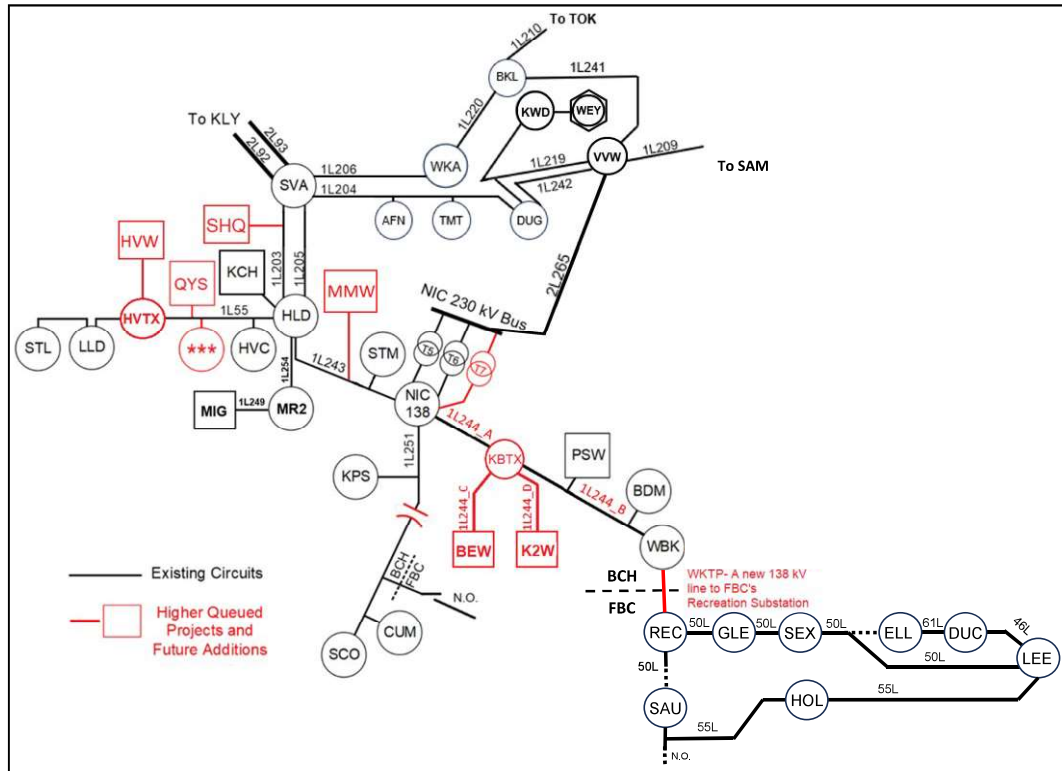 To TOK
1L210
BKL
1L241
1L220
KWD
WEY
To KLY
2L93
2L92
WKA
VVW
1L209
To SAM
1L206
1L219
SVA
1L204
1L242
AFN
TMT
DUG
SHQ
HVW
1L203
1L205
KCH
QYS
MMW
2L265
NIC 230 kV Bus
HVTX
1L55
HLD
STL
LLD
***
HVC
1L243
STM
T5
T6
T7
1L254
NIC
138
MIG
1L249
MR2
1L244_A
1L251
KBTX
PSW
KPS
1L244_C
1L244_D
1L244_B
BDM
BEW
K2W
WBK
Existing Circuits
Higher Queued
Projects and
Future Additions
BCH
FBC
N.O.
BCH
FBC
WKTP- A new 138 kV
line to FBC's
Recreation Substation
CUM
SCO
REC
50L
GLE
50L
SEX
50L
ELL
61L
DUC
46L
LEE
50L
50L
SAU
HOL
55L
55L
N.O.